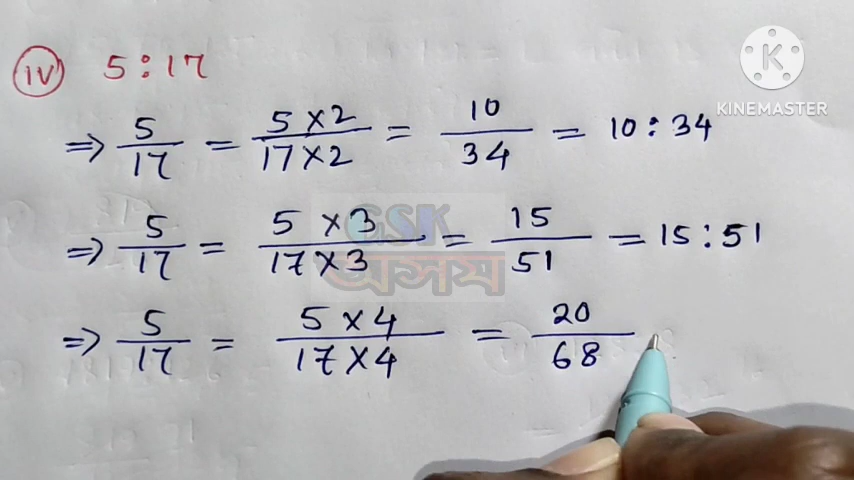 (iv) 5:17
K
KINEMASTER
⇒ 5/17 = 5×2/17×2 = 10/34 = 10:34
⇒ 5/17 = 5×3/17×3 = 15/51 = 15:51
GSK
অসম
⇒ 5/17 = 5×4/17×4 = 20/68